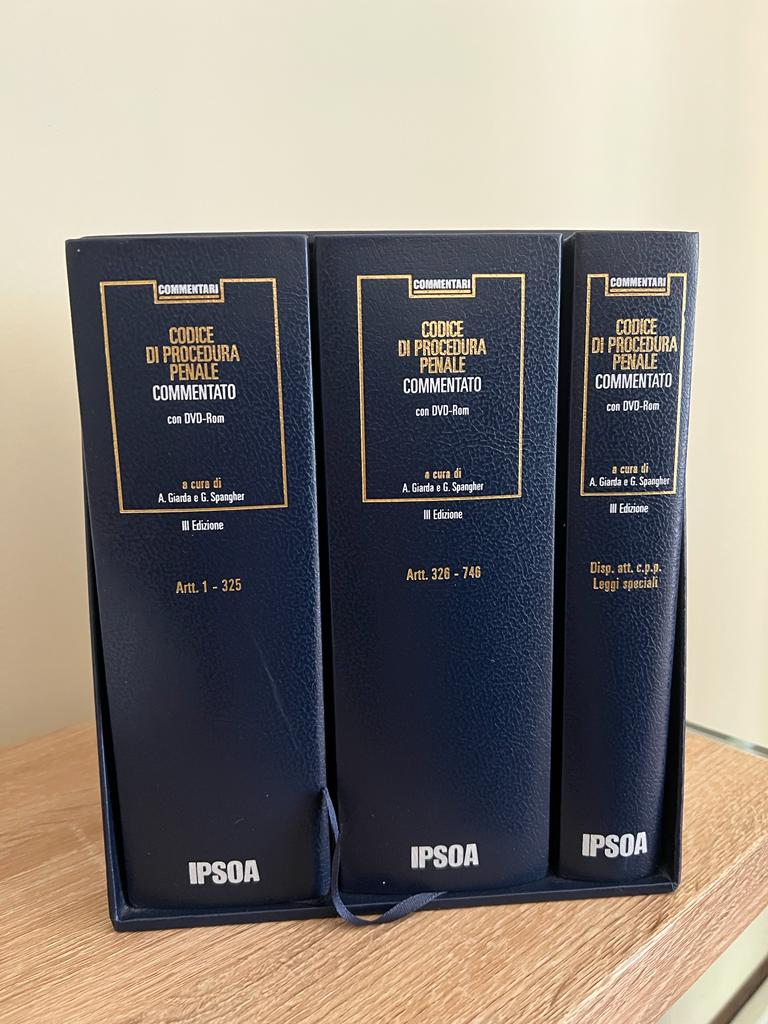 COMMENTARI
CODICE
DI PROCEDURA
PENALE
COMMENTATO
con DVD-Rom
a cura di
A. Giarda e G. Spangher
III Edizione
Artt. 1 - 325
IPSOA
COMMENTARI
CODICE
DI PROCEDURA
PENALE
COMMENTATO
con DVD-Rom
a cura di
A. Giarda e G. Spangher
III Edizione
Artt. 326 - 746
IPSOA
COMMENTARI
CODICE
DI PROCEDURA
PENALE
COMMENTATO
con DVD-Rom
a cura di
A. Giarda e G. Spangher
III Edizione
Disp. att. c.p.p.
Leggi speciali
IPSOA